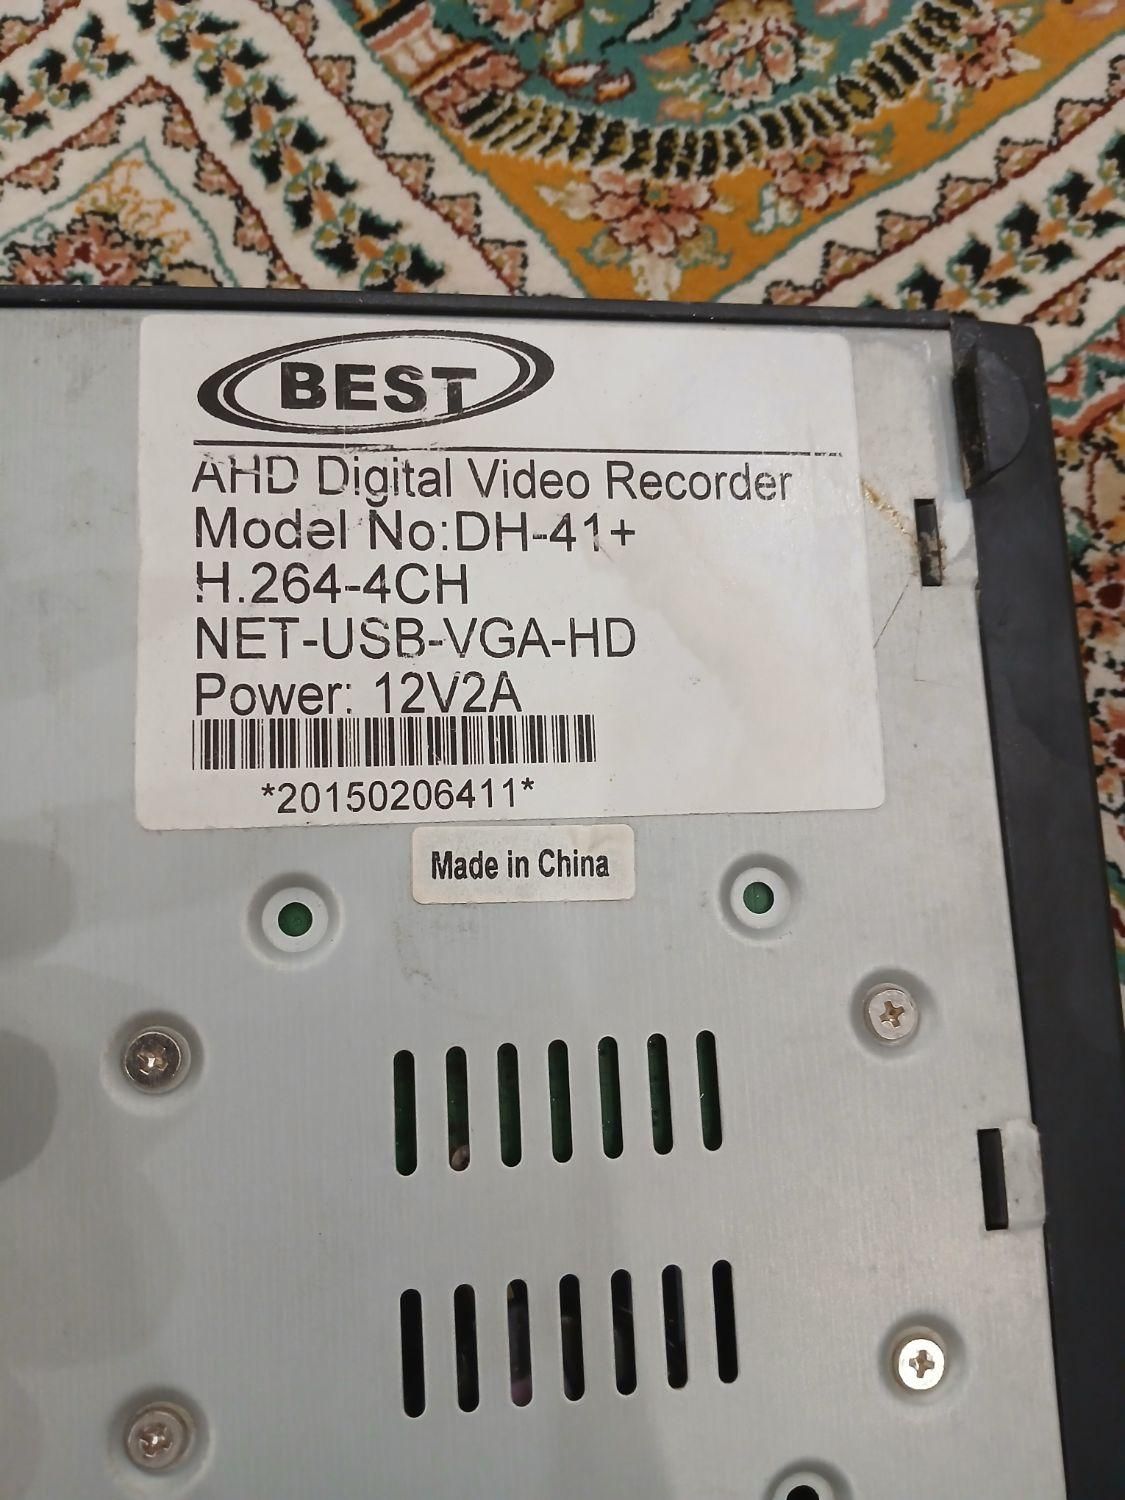 BEST
AHD Digital Video Recorder
Model No:DH-41+
H.264-4CH
NET-USB-VGA-HD
Power: 12V2A
*20150206411*
Made in China